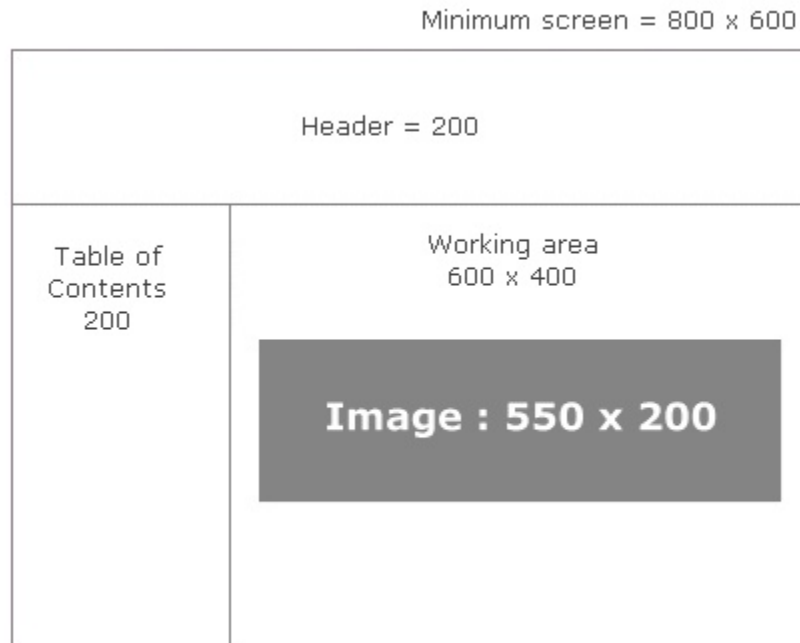 Minimum screen = 800 x 600
Header = 200
Table of
Contents
200
Working area
600 x 400
Image : 550 x 200